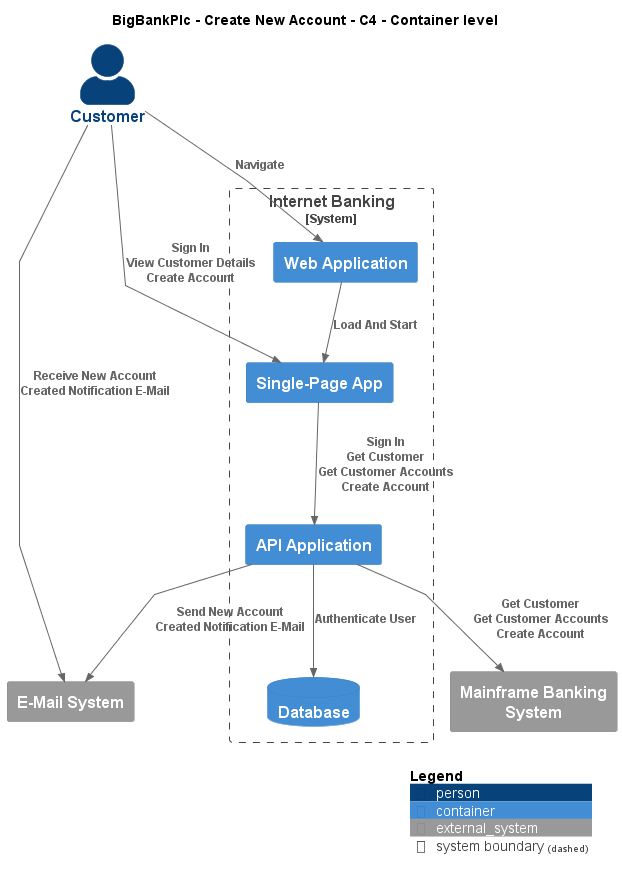 BigBankPlc - Create New Account - C4 - Container level
Customer
Navigate
Internet Banking
[System]
Web Application
Sign In
View Customer Details
Create Account
Load And Start
Single-Page App
Receive New Account
Created Notification E-Mail
Sign In
Get Customer
Get Customer Accounts
Create Account
API Application
Send New Account
Created Notification E-Mail
Authenticate User
Get Customer
Get Customer Accounts
Create Account
E-Mail System
Database
Mainframe Banking
System
Legend
person
container
external_system
system boundary (dashed)